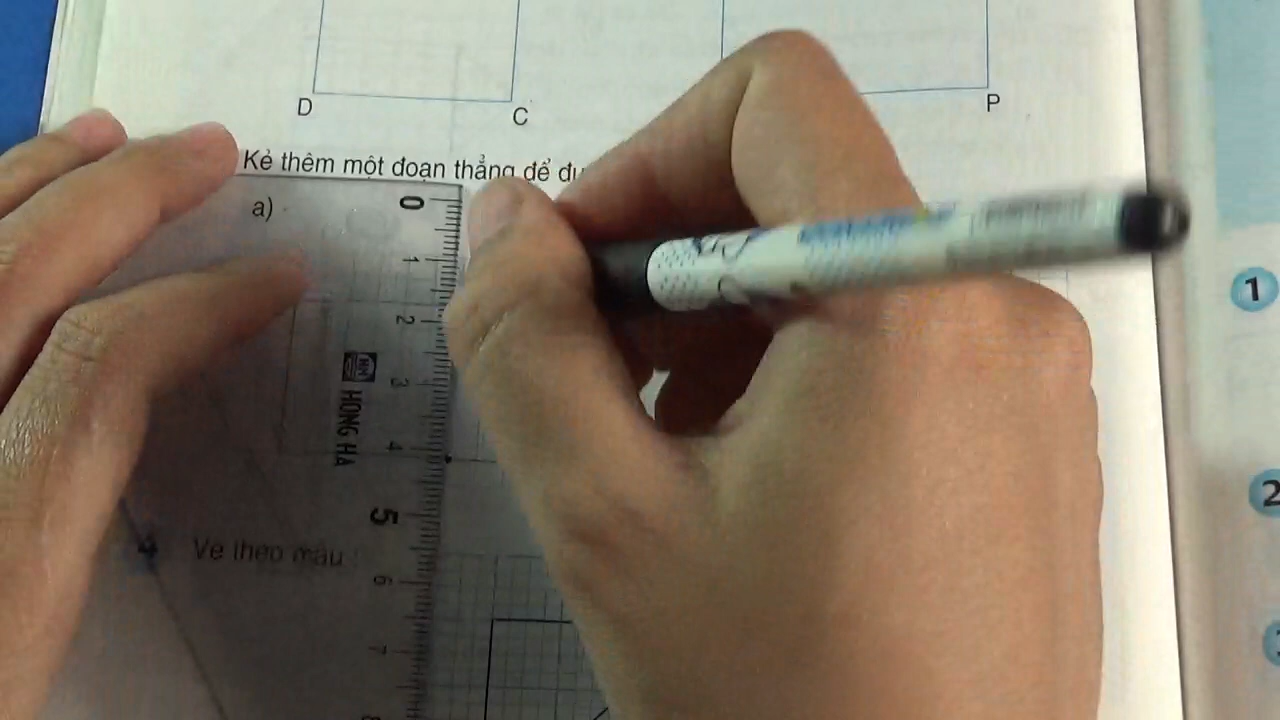 D
C
P
Kẻ thêm một đoạn thẳng để
a)
0
1
2
3
4
5
6
7
8
HONG HA
Vẽ theo mẫu
1
2